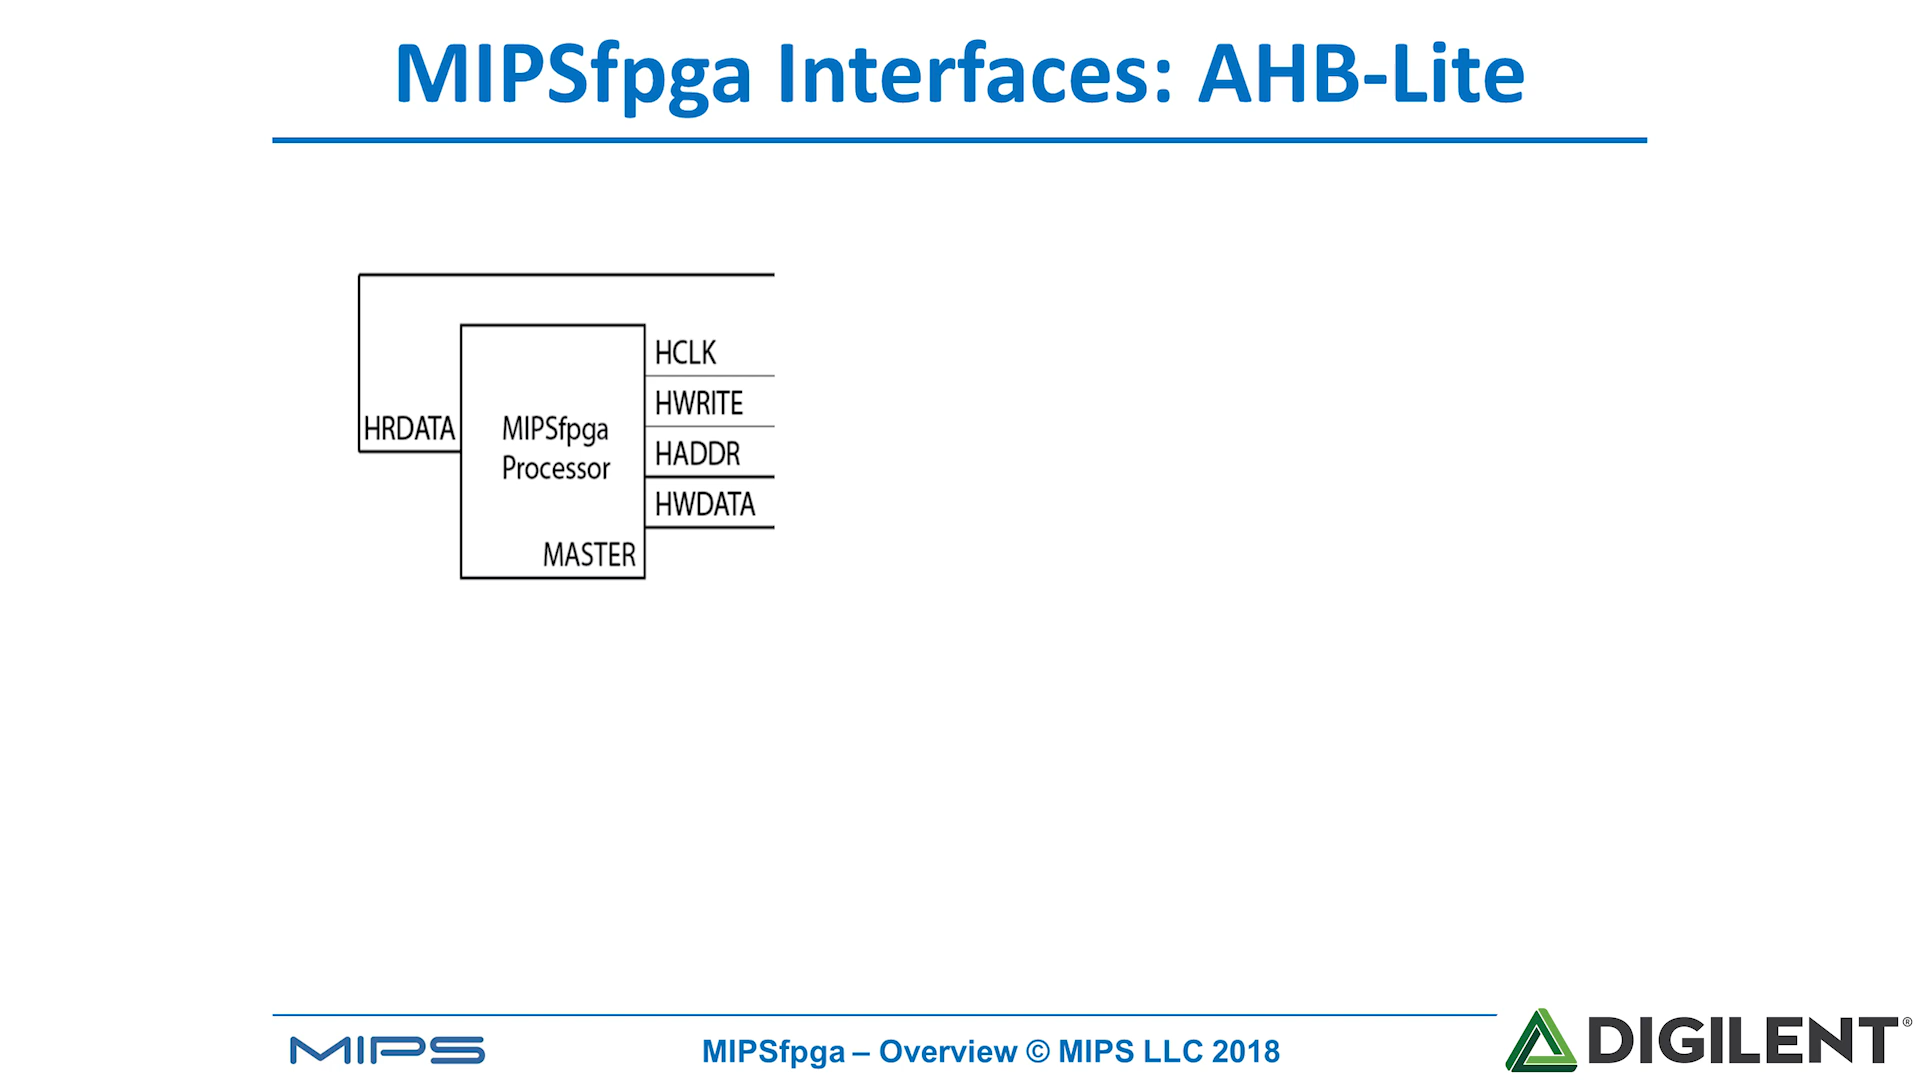 MIPSfpga Interfaces: AHB-Lite
HCLK
HWRITE
HRDATA
MIPSfpga
Processor
HADDR
HWDATA
MASTER
MIPS
MIPSfpga – Overview © MIPS LLC 2018
DIGILENT®